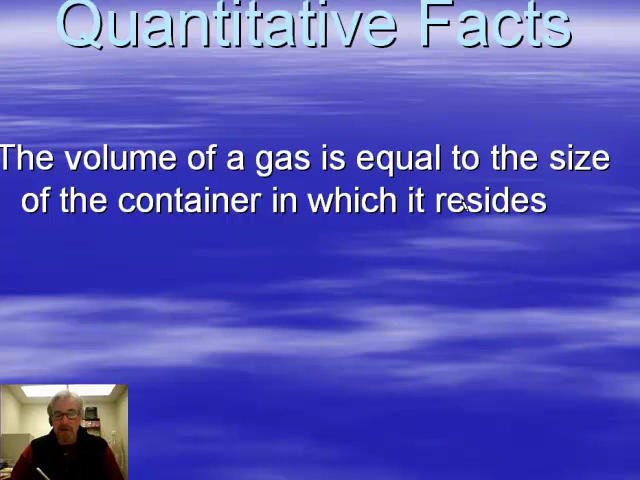 Quantitative Facts
The volume of a gas is equal to the size
of the container in which it resides